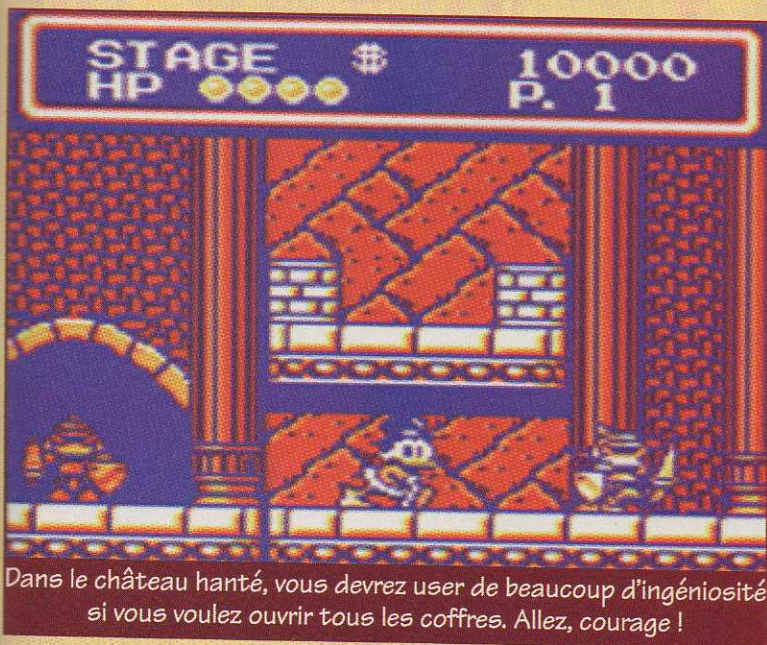 STAGE $ 10000
HP P. 1
Dans le château hanté, vous devrez user de beaucoup d'ingéniosité
si vous voulez ouvrir tous les coffres. Allez, courage !